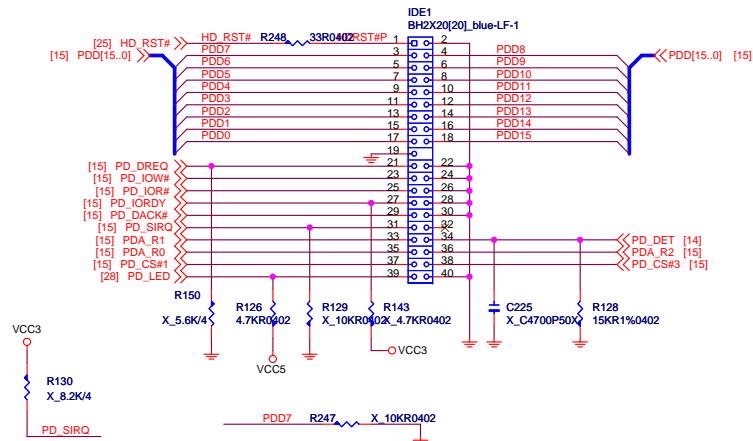 IDE1
BH2X20[20]_blue-LF-1
[25] HD_RST# HD_RST# R248 33R0402 1 2
[15] PDD[15..0] PDD7 3 4 PDD8 PDD[15..0] [15]
PDD6 5 6 PDD9
PDD5 7 8 PDD10
PDD4 9 10 PDD11
PDD3 11 12 PDD12
PDD2 13 14 PDD13
PDD1 15 16 PDD14
PDD0 17 18 PDD15
19
[15] PD_DREQ 21 22
[15] PD_IOW# 23 24
[15] PD_IOR# 25 26
[15] PD_IORDY 27 28
[15] PD_DACK# 29 30
[15] PD_SIRQ 31 32
[15] PDA_R1 33 34 PD_DET [14]
[15] PDA_R0 35 36 PDA_R2 [15]
[15] PD_CS#1 37 38 PD_CS#3 [15]
[28] PD_LED 39 40
R150 R126 R129 R143 C225 R128
X_5.6K/4 4.7KR0402 X_10KR0402 X_4.7KR0402 X_C4700P50X 15KR1%0402
VCC3 VCC5 VCC3
R130
X_8.2K/4
PD_SIRQ
PDD7 R247 X_10KR0402